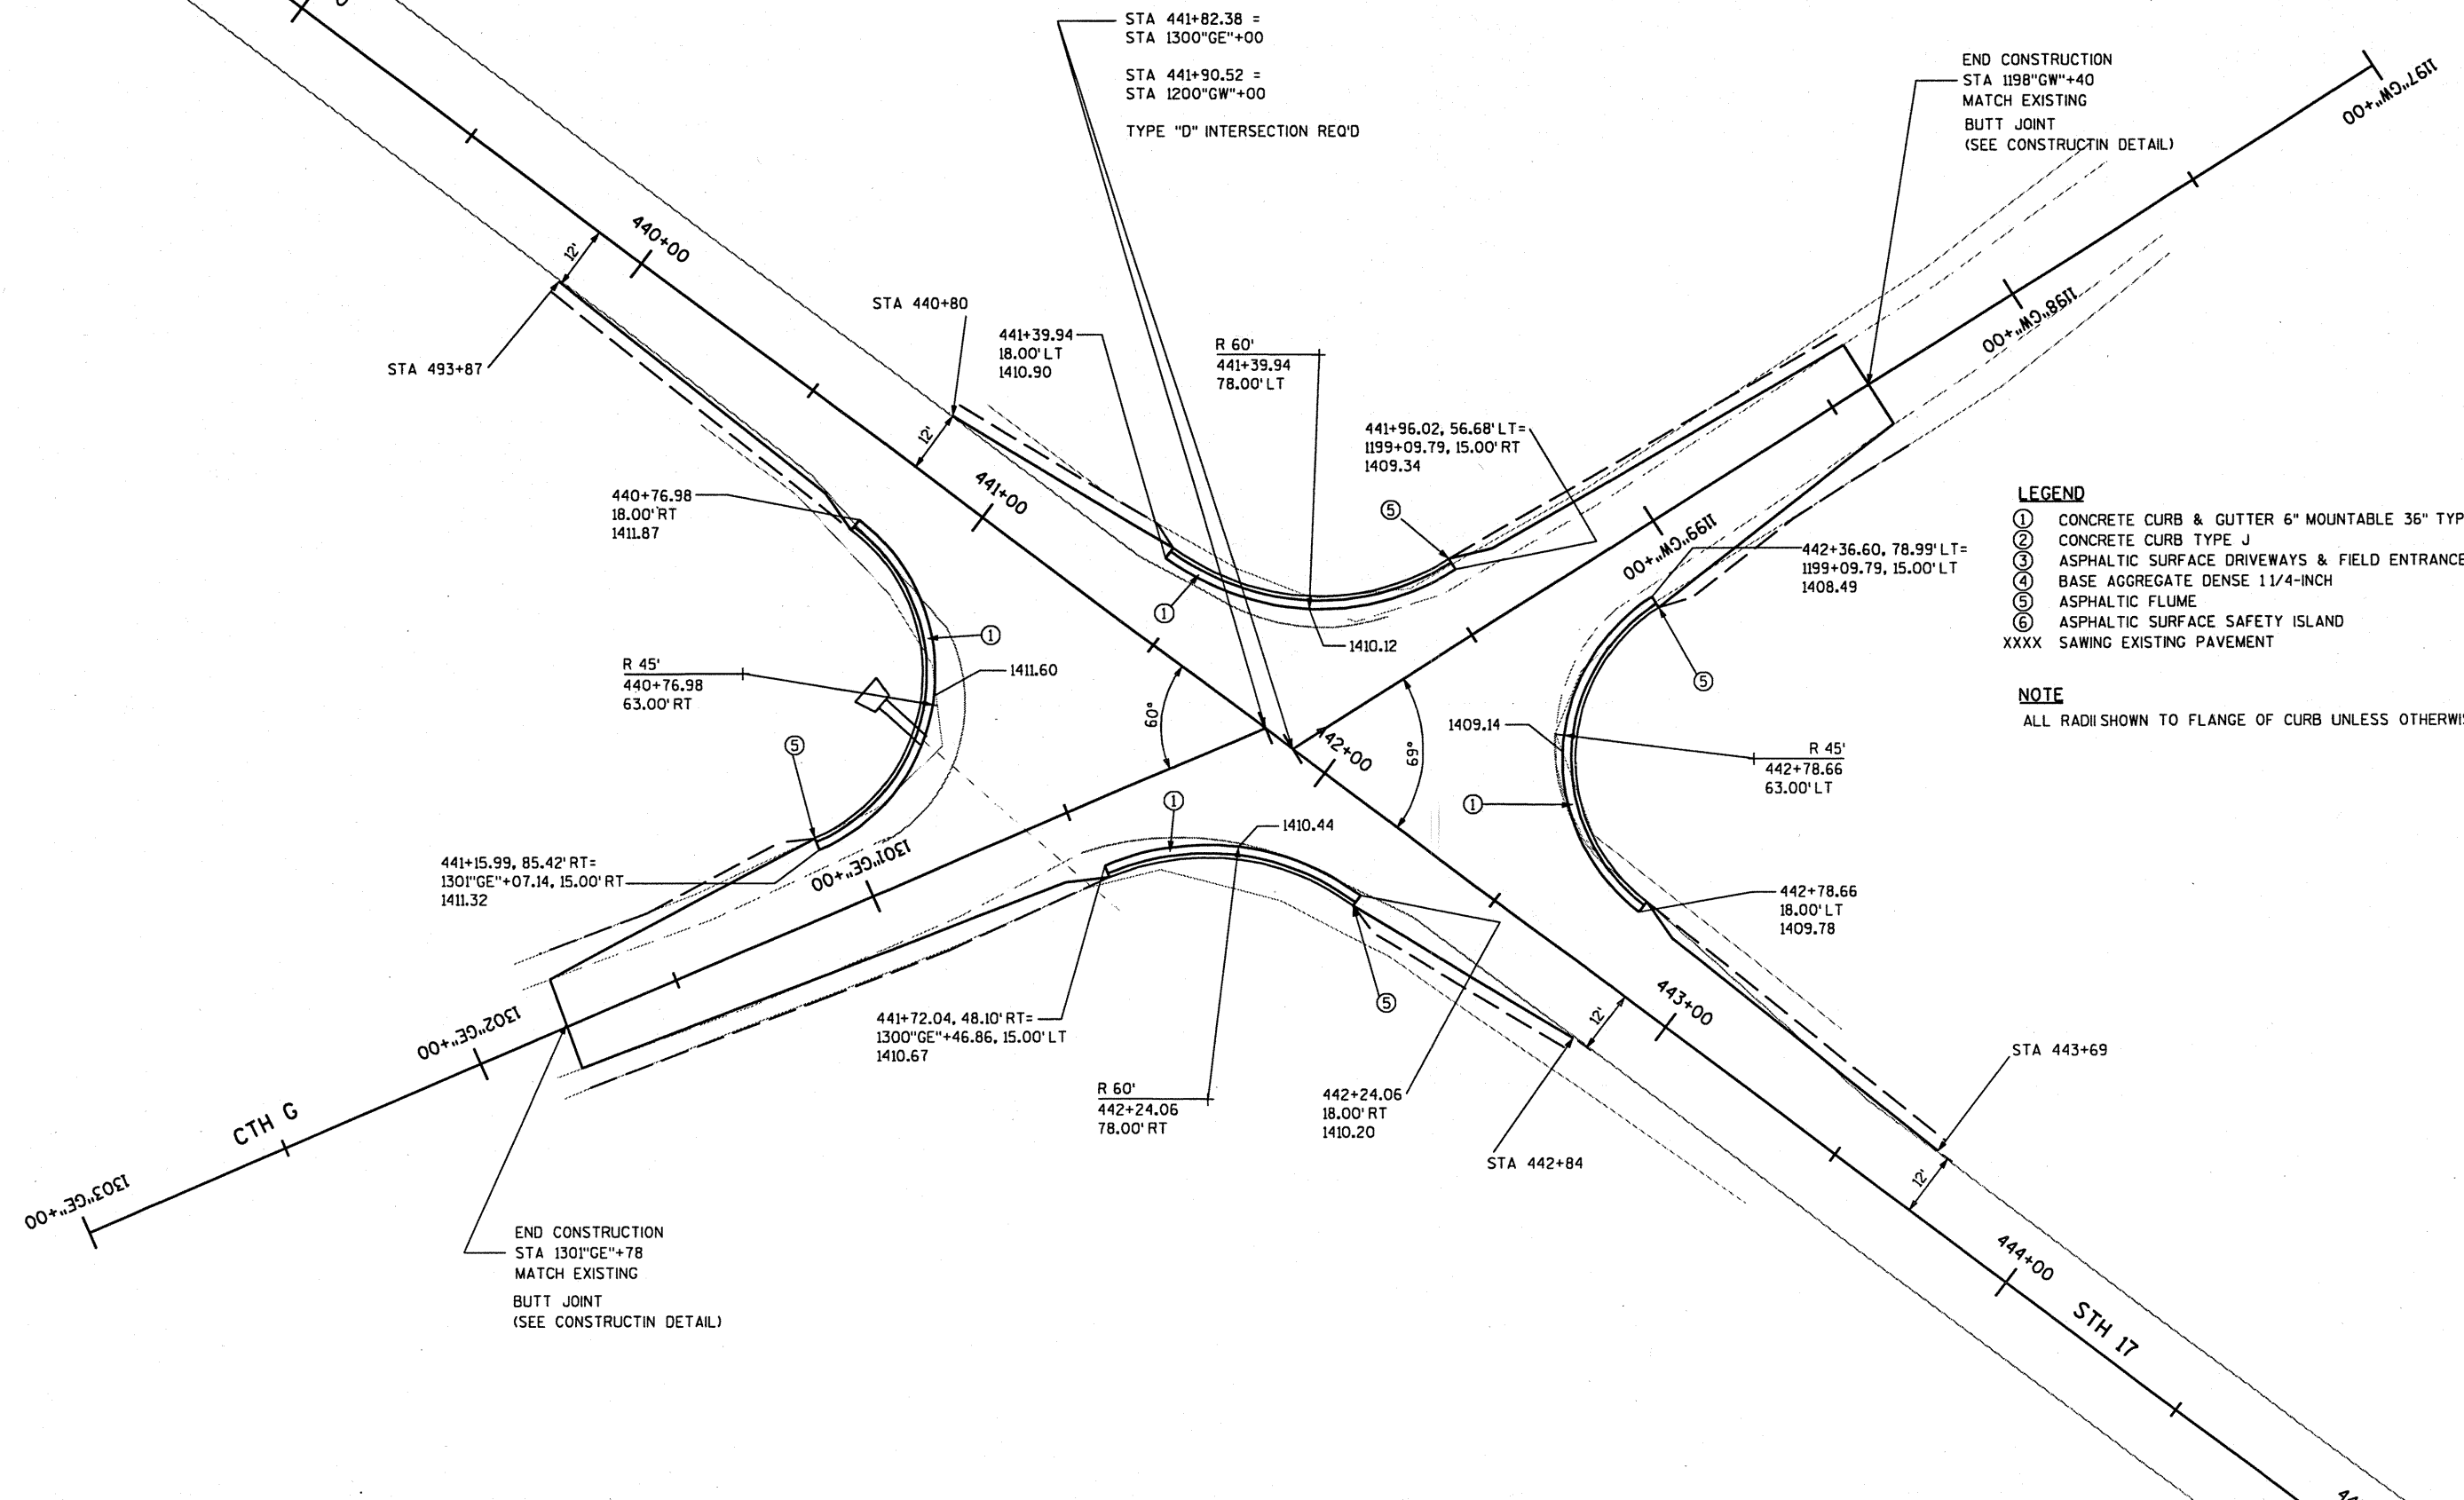 STA 441+82.38 =
STA 1300"GE"+00
STA 441+90.52 =
STA 1200"GW"+00
TYPE "D" INTERSECTION REQ'D
END CONSTRUCTION
STA 1198"GW"+40
MATCH EXISTING
BUTT JOINT
(SEE CONSTRUCTIN DETAIL)
1197"GW"+00
12'
440+00
STA 493+87
STA 440+80
12'
441+39.94
18.00' LT
1410.90
R 60'
441+39.94
78.00' LT
441+96.02, 56.68' LT=
1199+09.79, 15.00' RT
1409.34
1198"GW"+00
440+76.98
18.00' RT
1411.87
441+00
5
1199"GW"+00
LEGEND
1 CONCRETE CURB & GUTTER 6" MOUNTABLE 36" TYP
2 CONCRETE CURB TYPE J
3 ASPHALTIC SURFACE DRIVEWAYS & FIELD ENTRANCE
4 BASE AGGREGATE DENSE 1 1/4-INCH
5 ASPHALTIC FLUME
6 ASPHALTIC SURFACE SAFETY ISLAND
XXXX SAWING EXISTING PAVEMENT
NOTE
ALL RADII SHOWN TO FLANGE OF CURB UNLESS OTHERWI
442+36.60, 78.99' LT=
1199+09.79, 15.00' LT
1408.49
1
1
1410.12
R 45'
440+76.98
63.00' RT
1411.60
5
60°
442+00
69°
1409.14
5
R 45'
442+78.66
63.00' LT
1
1
1410.44
441+15.99, 85.42' RT=
1301"GE"+07.14, 15.00' RT
1411.32
1301"GE"+00
442+78.66
18.00' LT
1409.78
1302"GE"+00
441+72.04, 48.10' RT=
1300"GE"+46.86, 15.00' LT
1410.67
5
443+00
12'
STA 443+69
R 60'
442+24.06
78.00' RT
442+24.06
18.00' RT
1410.20
STA 442+84
12'
CTH G
1303"GE"+00
END CONSTRUCTION
STA 1301"GE"+78
MATCH EXISTING
BUTT JOINT
(SEE CONSTRUCTIN DETAIL)
444+00
STH 17